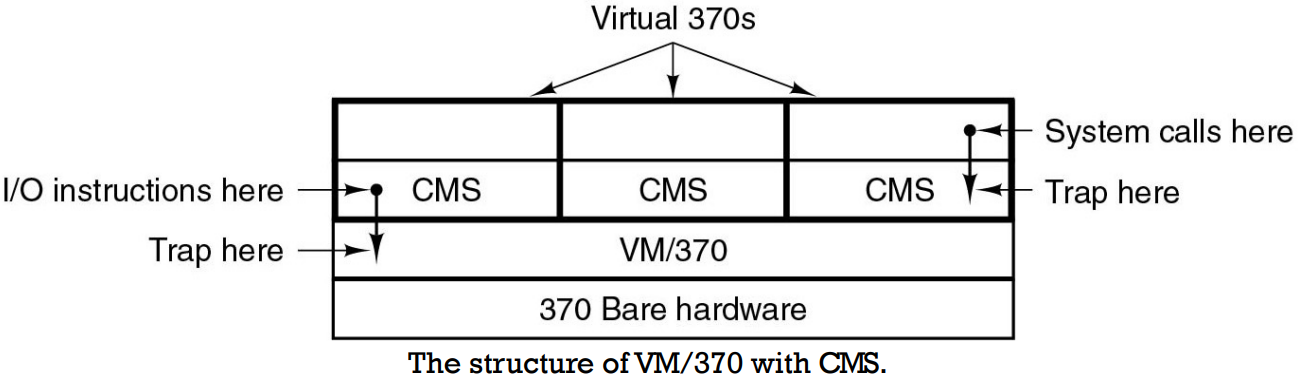 Virtual 370s
System calls here
I/O instructions here
CMS
CMS
CMS
Trap here
Trap here
VM/370
370 Bare hardware
The structure of VM/370 with CMS.